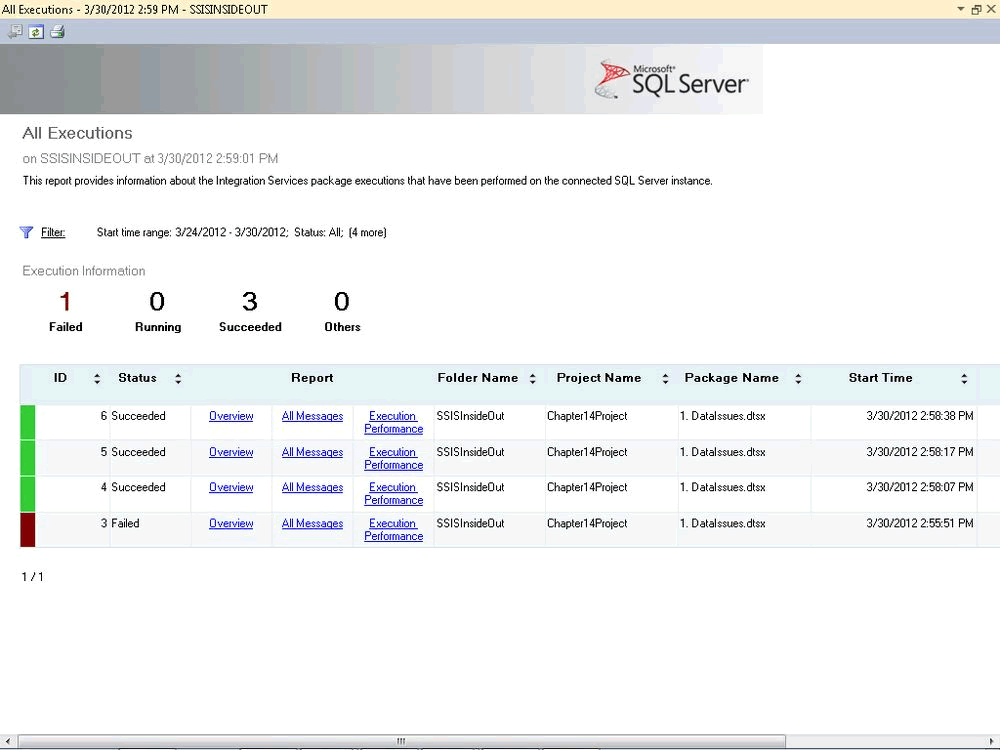 All Executions - 3/30/2012 2:59 PM - SSISINSIDEOUT
Microsoft®
SQL Server®
All Executions
on SSISINSIDEOUT at 3/30/2012 2:59:01 PM
This report provides information about the Integration Services package executions that have been performed on the connected SQL Server instance.
Filter: Start time range: 3/24/2012 - 3/30/2012; Status: All; (4 more)
Execution Information
1 0 3 0
Failed Running Succeeded Others
ID Status Report Folder Name Project Name Package Name Start Time
6 Succeeded Overview All Messages Execution Performance SSISInsideOut Chapter14Project 1. DataIssues.dtsx 3/30/2012 2:58:38 PM
5 Succeeded Overview All Messages Execution Performance SSISInsideOut Chapter14Project 1. DataIssues.dtsx 3/30/2012 2:58:17 PM
4 Succeeded Overview All Messages Execution Performance SSISInsideOut Chapter14Project 1. DataIssues.dtsx 3/30/2012 2:58:07 PM
3 Failed Overview All Messages Execution Performance SSISInsideOut Chapter14Project 1. DataIssues.dtsx 3/30/2012 2:55:51 PM
1 / 1